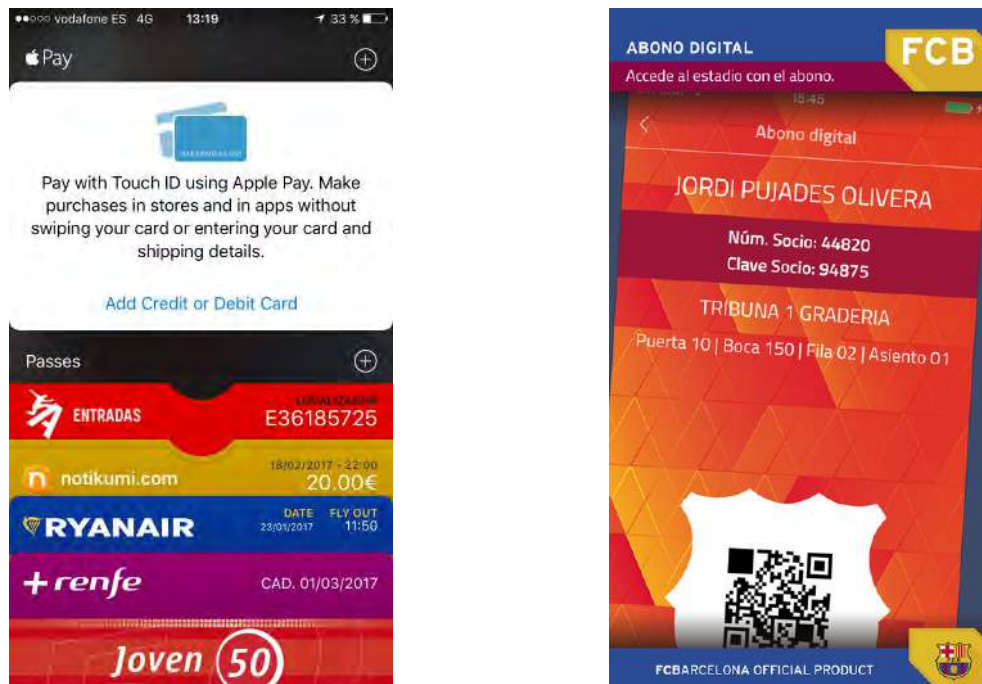 vodafone ES 4G 13:19 33 %
Pay
Pay with Touch ID using Apple Pay. Make
purchases in stores and in apps without
swiping your card or entering your card and
shipping details.
Add Credit or Debit Card
Passes
ENTRADAS
LOCALIZADOR
E36185725
notikumi.com
18/02/2017 - 22:00
20.00€
RYANAIR
DATE FLY OUT
23/01/2017 11:50
+ renfe
CAD. 01/03/2017
Joven 50
ABONO DIGITAL
FCB
Accede al estadio con el abono.
15:45
Abono digital
JORDI PUJADES OLIVERA
Núm. Socio: 44820
Clave Socio: 94875
TRIBUNA 1 GRADERIA
Puerta 10 | Boca 150 | Fila 02 | Asiento 01
FCBARCELONA OFFICIAL PRODUCT